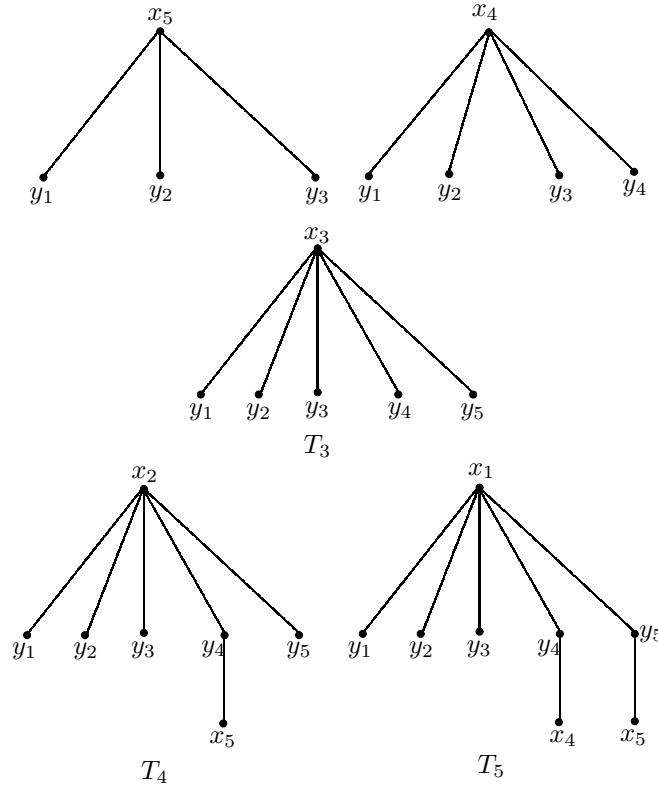 x₅ x₄
y₁ y₂ y₃ y₁ y₂ y₃ y₄
x₃
y₁ y₂ y₃ y₄ y₅
T₃
x₂ x₁
y₁ y₂ y₃ y₄ y₅ y₁ y₂ y₃ y₄ y₅
x₅ x₄ x₅
T₄ T₅